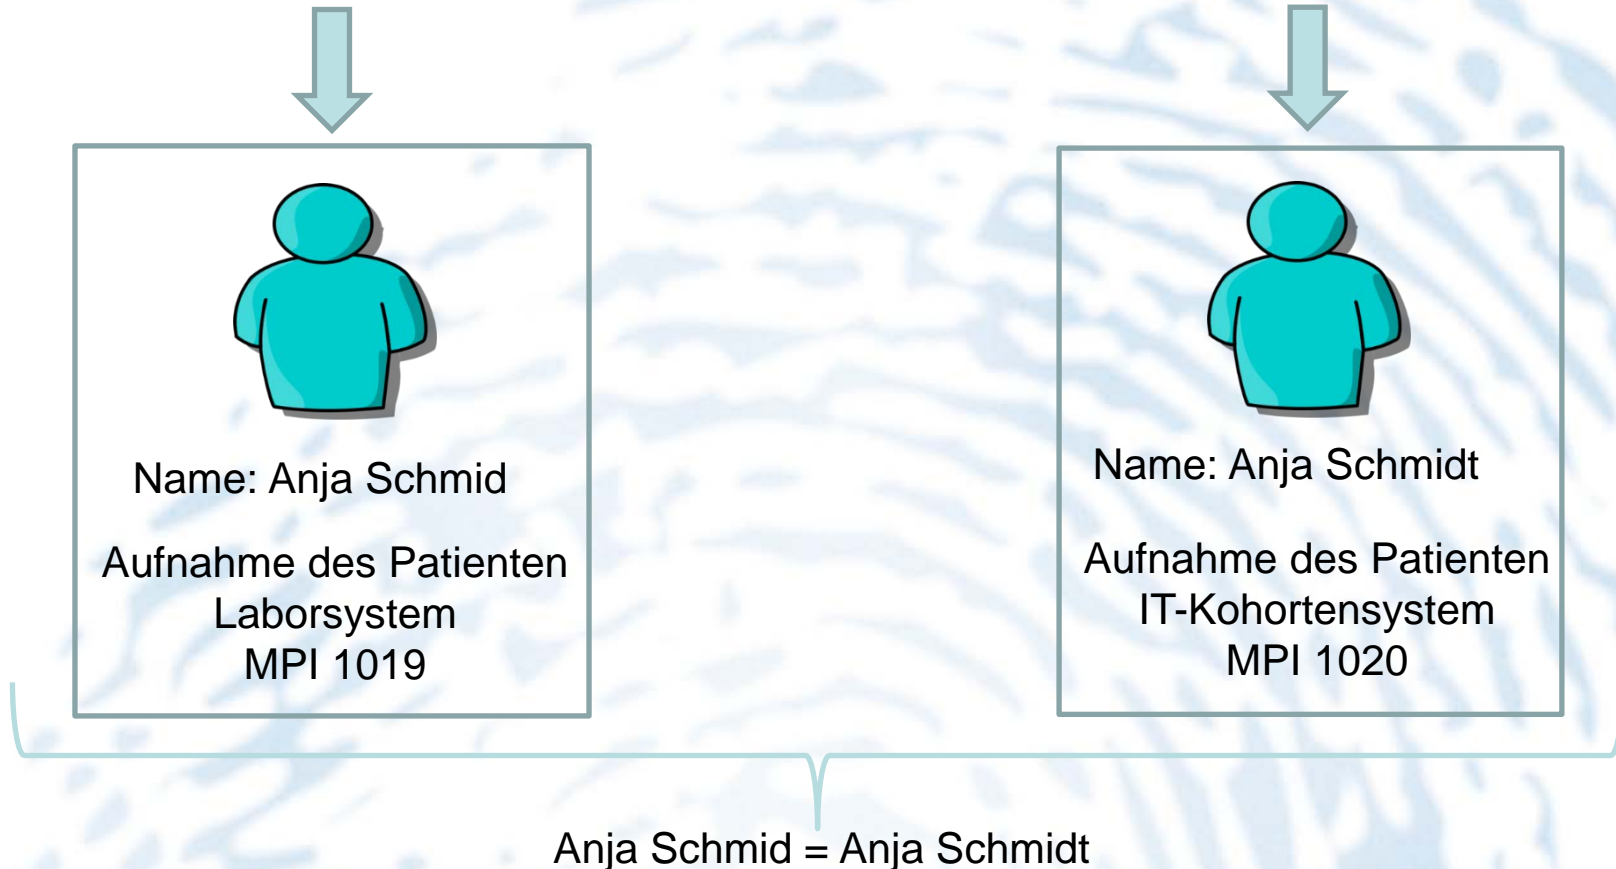 Name: Anja Schmid
Aufnahme des Patienten
Laborsystem
MPI 1019
Name: Anja Schmidt
Aufnahme des Patienten
IT-Kohortensystem
MPI 1020
Anja Schmid = Anja Schmidt